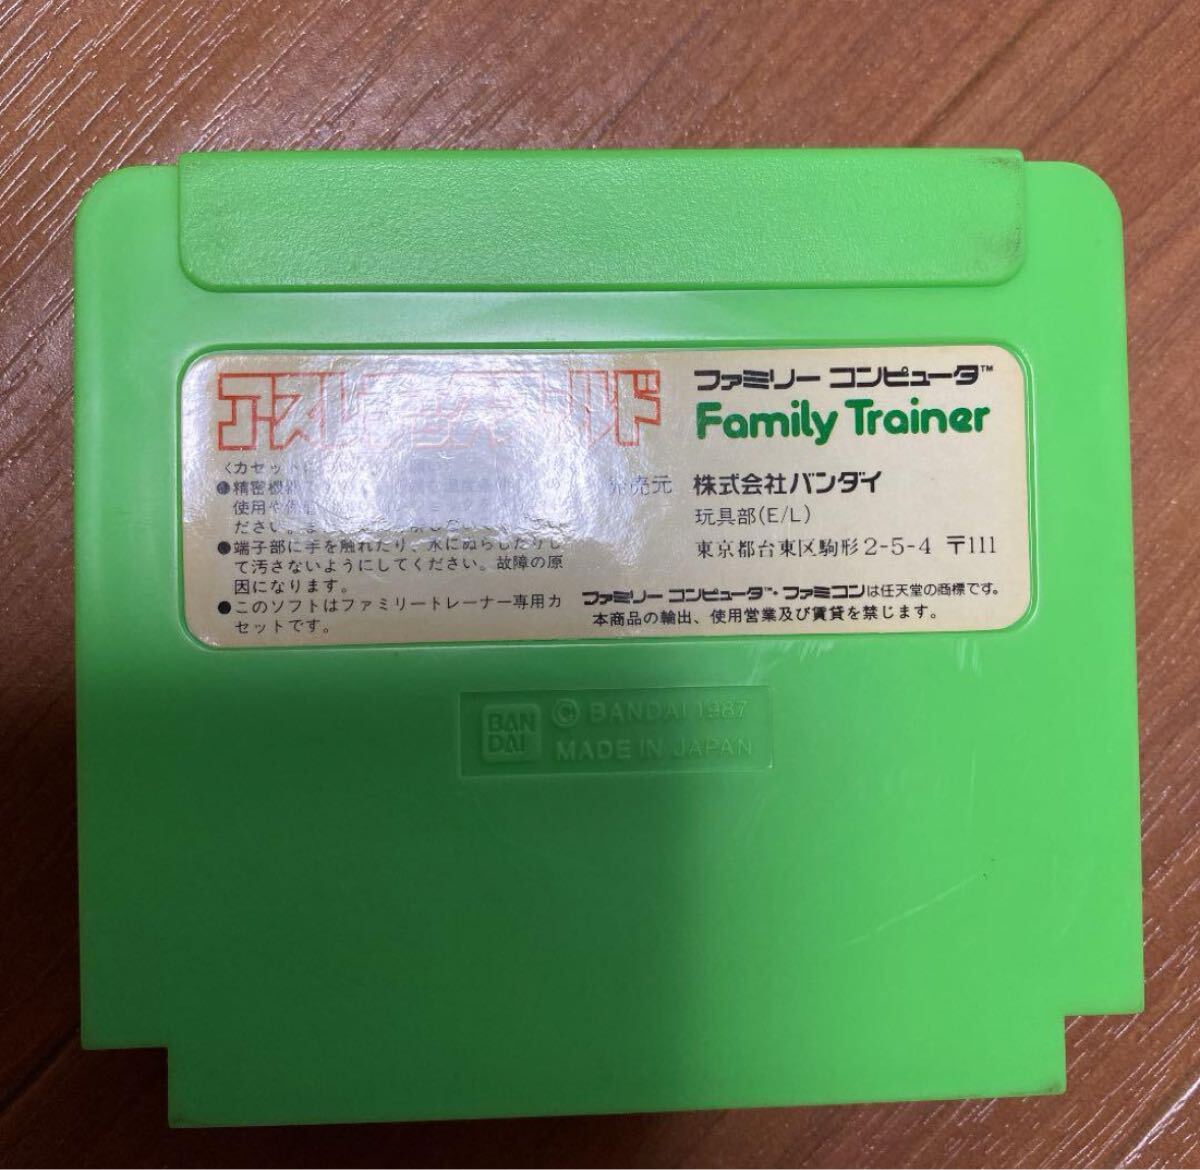 ファミリー コンピュータ™
Family Trainer
〈カセットに
●精密機器で
使用や保
ださい。ま
●端子部に手を触れたり、水にぬらしたりし
て汚さないようにしてください。故障の原
因になります。
●このソフトはファミリートレーナー専用カ
セットです。
発売元 株式会社バンダイ
玩具部(E/L)
東京都台東区駒形2-5-4 〒111
ファミリー コンピュータ™・ファミコンは任天堂の商標です。
本商品の輸出、使用営業及び賃貸を禁じます。
BAN
DAI
© BANDAI 1987
MADE IN JAPAN